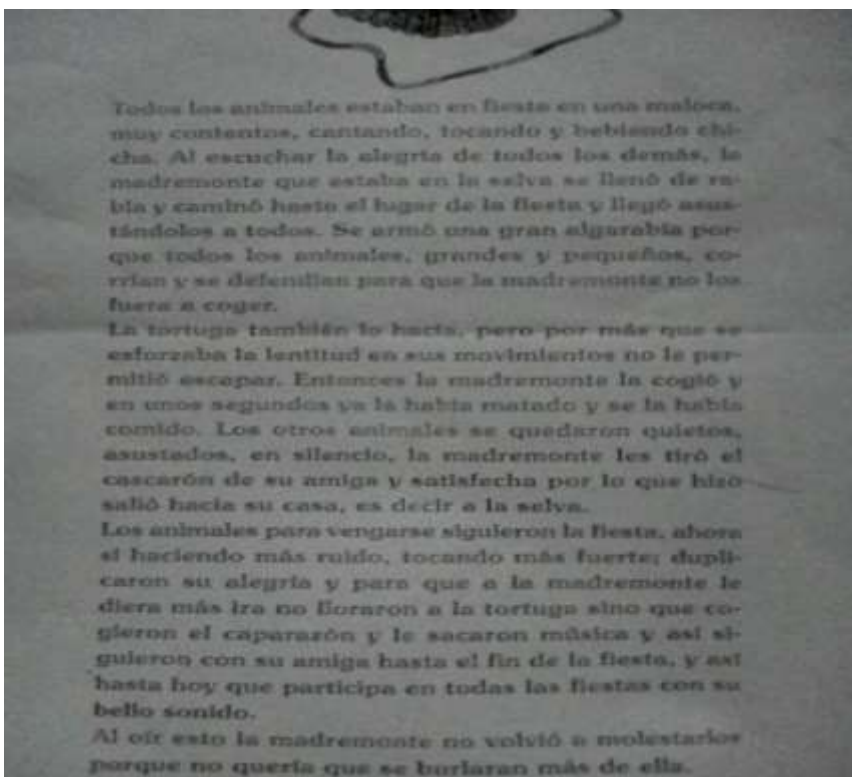 Todos los animales estaban en fiesta en una maloca,
muy contentos, cantando, tocando y bebiendo chi-
cha. Al escuchar la alegría de todos los demás, la
madremonte que estaba en la selva se llenó de ra-
bia y caminó hasta el lugar de la fiesta y llegó asus-
tándolos a todos. Se armó una gran algarabía por-
que todos los animales, grandes y pequeños, co-
rrían y se defendían para que la madremonte no los
fuera a coger.
La tortuga también lo hacía, pero por más que se
esforzaba la lentitud en sus movimientos no le per-
mitió escapar. Entonces la madremonte la cogió y
en unos segundos ya la había matado y se la había
comido. Los otros animales se quedaron quietos,
asustados, en silencio, la madremonte les tiró el
cascarón de su amiga y satisfecha por lo que hizo
salió hacia su casa, es decir a la selva.
Los animales para vengarse siguieron la fiesta, ahora
sí haciendo más ruido, tocando más fuerte; dupli-
caron su alegría y para que a la madremonte le
diera más ira no lloraron a la tortuga sino que co-
gieron el caparazón y le sacaron música y así si-
guieron con su amiga hasta el fin de la fiesta, y así
hasta hoy que participa en todas las fiestas con su
bello sonido.
Al oír esto la madremonte no volvió a molestarlos
porque no quería que se burlaran más de ella.